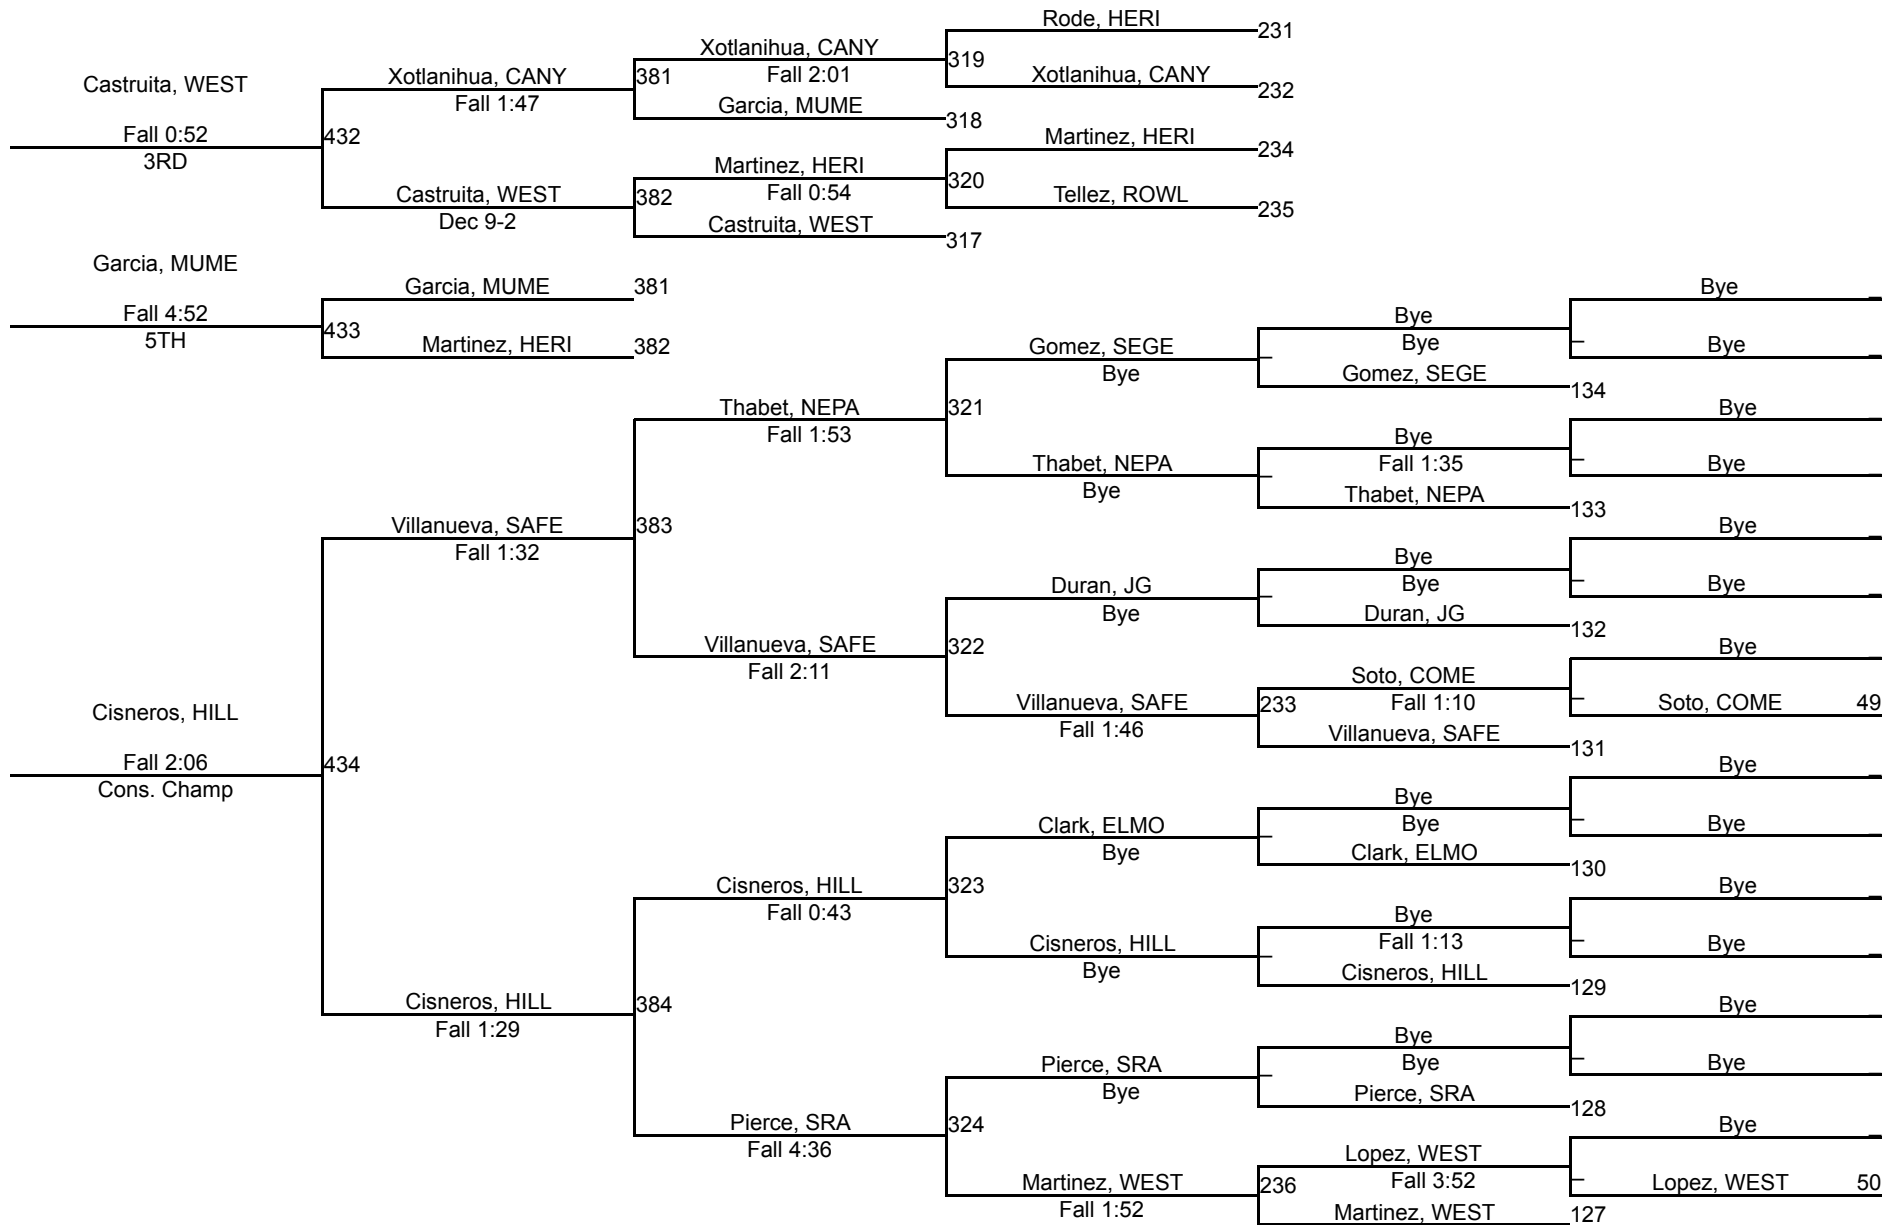 Rode, HERI
231
Xotlanihua, CANY
319
Castruita, WEST
Xotlanihua, CANY
381
Fall 2:01
Xotlanihua, CANY
232
Fall 1:47
Garcia, MUME
318
Fall 0:52
432
Martinez, HERI
234
3RD
Martinez, HERI
320
Castruita, WEST
382
Fall 0:54
Tellez, ROWL
235
Dec 9-2
Castruita, WEST
317
Garcia, MUME
Garcia, MUME
381
Bye
Fall 4:52
433
Bye
5TH
Martinez, HERI
382
Gomez, SEGE
Bye
Bye
Bye
Gomez, SEGE
134
Thabet, NEPA
321
Bye
Fall 1:53
Bye
Thabet, NEPA
Fall 1:35
Bye
Bye
Thabet, NEPA
133
Villanueva, SAFE
383
Bye
Fall 1:32
Bye
Duran, JG
Bye
Bye
Bye
Duran, JG
132
Villanueva, SAFE
322
Bye
Fall 2:11
Soto, COME
Cisneros, HILL
Villanueva, SAFE
233
Fall 1:10
Soto, COME
49
Fall 1:46
Villanueva, SAFE
131
Fall 2:06
434
Bye
Cons. Champ
Bye
Clark, ELMO
Bye
Bye
Bye
Clark, ELMO
130
Cisneros, HILL
323
Bye
Fall 0:43
Bye
Cisneros, HILL
Fall 1:13
Bye
Bye
Cisneros, HILL
129
Cisneros, HILL
384
Bye
Fall 1:29
Bye
Pierce, SRA
Bye
Bye
Bye
Pierce, SRA
128
Pierce, SRA
324
Bye
Fall 4:36
Lopez, WEST
Martinez, WEST
236
Fall 3:52
Lopez, WEST
50
Fall 1:52
Martinez, WEST
127